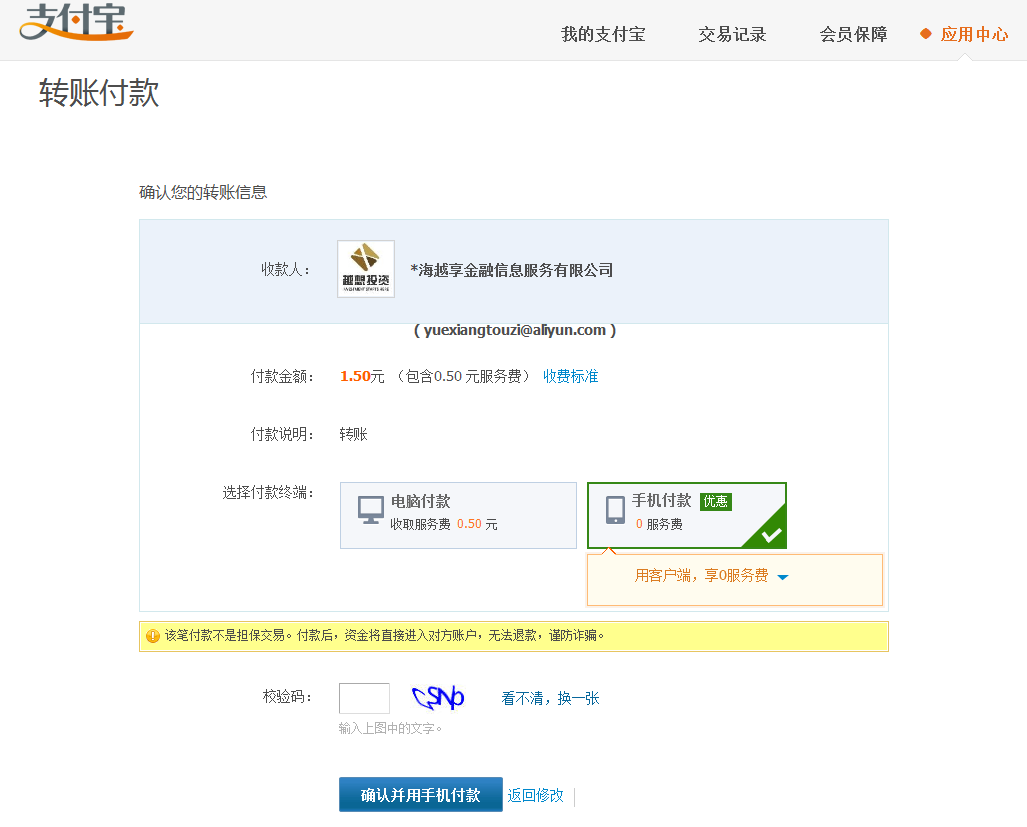 支付宝
我的支付宝 交易记录 会员保障 应用中心
转账付款
确认您的转账信息
收款人： 越想投资 *海越享金融信息服务有限公司
( yuexiangtouzi@aliyun.com )
付款金额： 1.50元 （包含0.50 元服务费） 收费标准
付款说明： 转账
选择付款终端： 电脑付款 手机付款 优惠
收取服务费 0.50 元 0 服务费
用客户端，享0服务费
该笔付款不是担保交易。付款后，资金将直接进入对方账户，无法退款，谨防诈骗。
校验码： 看不清，换一张
输入上图中的文字。
确认并用手机付款 返回修改